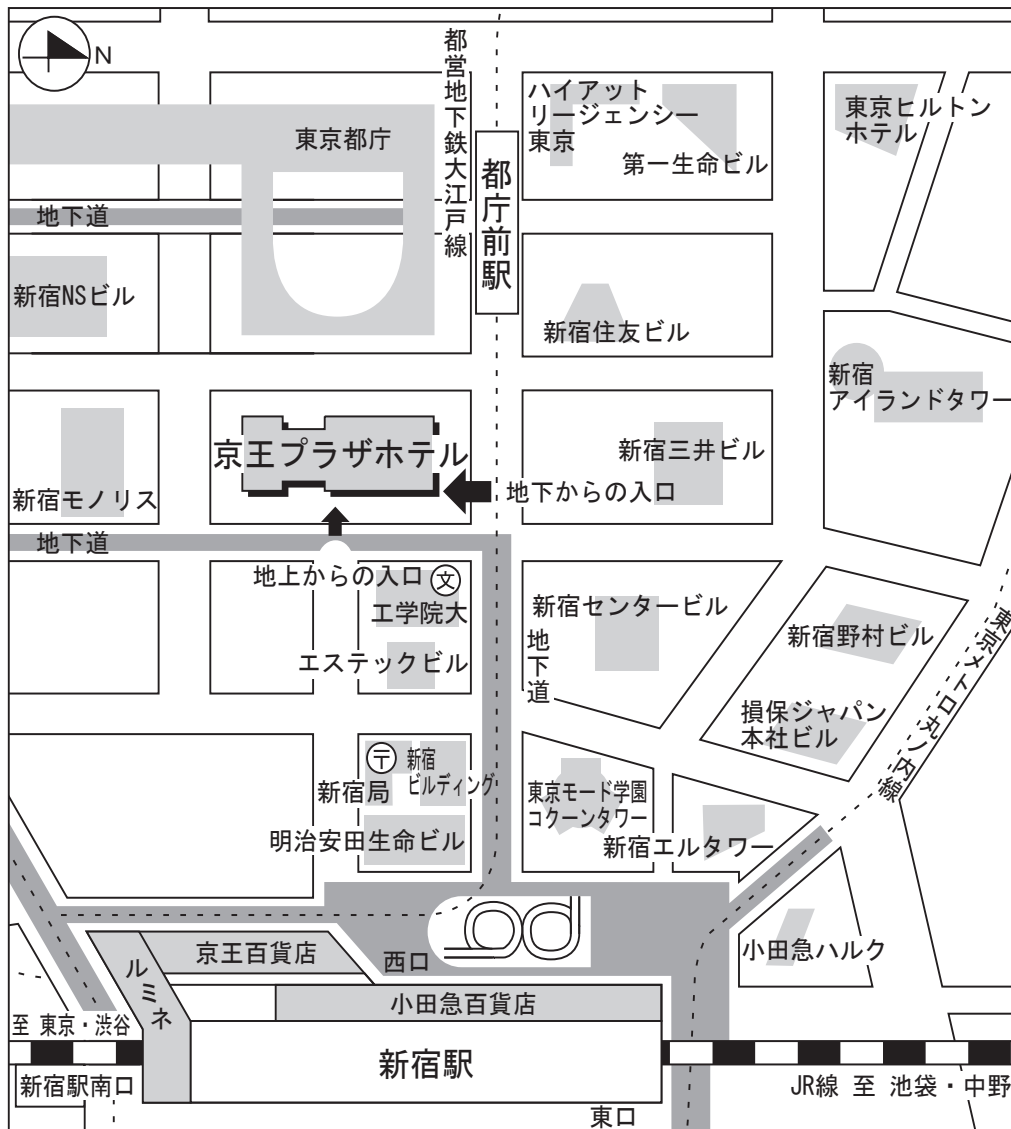 N
都営地下鉄大江戸線
都庁前駅
ハイアット
リージェンシー
東京
第一生命ビル
東京ヒルトン
ホテル
東京都庁
地下道
新宿NSビル
新宿住友ビル
新宿
アイランドタワー
京王プラザホテル
新宿三井ビル
新宿モノリス
地下からの入口
地下道
地上からの入口
文
工学院大
エステックビル
新宿センタービル
地下道
新宿野村ビル
東京メトロ丸ノ内線
損保ジャパン
本社ビル
〒
新宿局
新宿
ビルディング
明治安田生命ビル
東京モード学園
コクーンタワー
新宿エルタワー
西口
小田急ハルク
京王百貨店
ルミネ
小田急百貨店
至 東京・渋谷
新宿駅
新宿駅南口
東口
JR線 至 池袋・中野